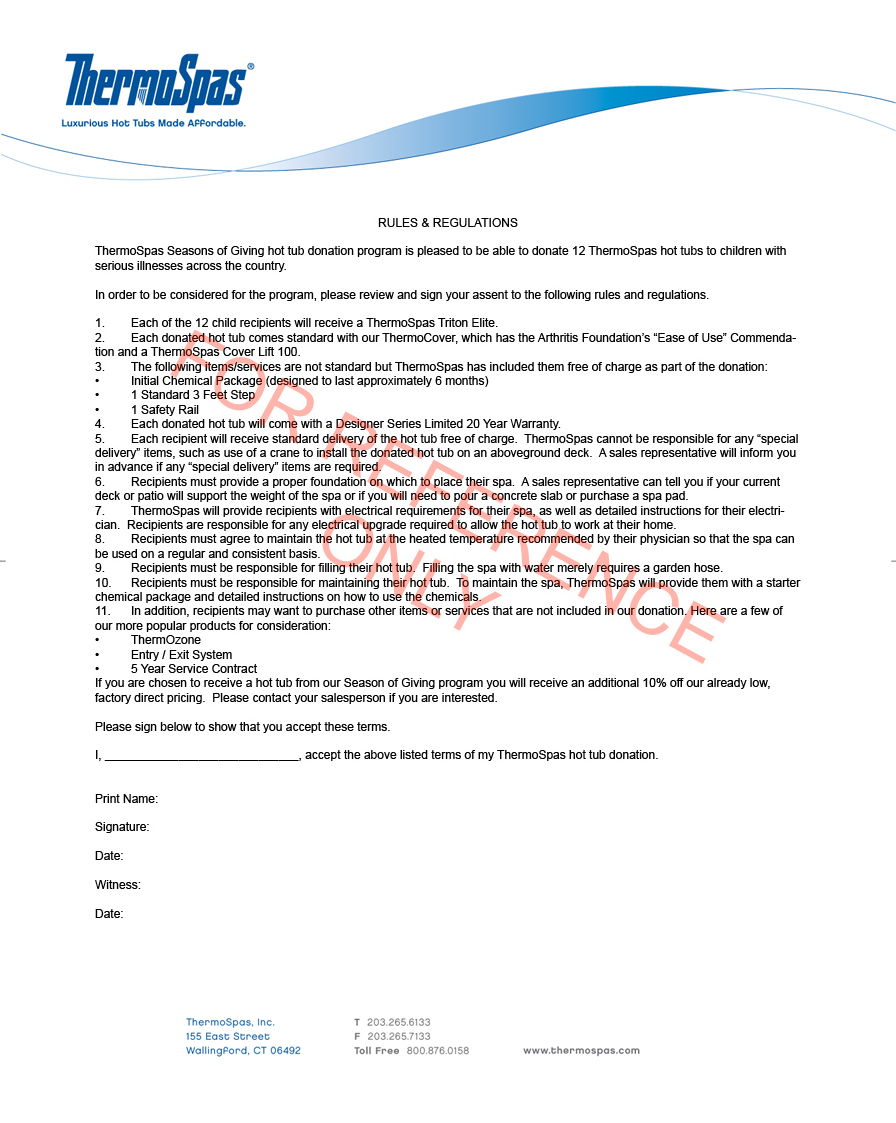 ThermoSpas®
Luxurious Hot Tubs Made Affordable.
RULES & REGULATIONS
ThermoSpas Seasons of Giving hot tub donation program is pleased to be able to donate 12 ThermoSpas hot tubs to children with
serious illnesses across the country.
In order to be considered for the program, please review and sign your assent to the following rules and regulations.
1. Each of the 12 child recipients will receive a ThermoSpas Triton Elite.
2. Each donated hot tub comes standard with our ThermoCover, which has the Arthritis Foundation's “Ease of Use” Commenda-
tion and a ThermoSpas Cover Lift 100.
3. The following items/services are not standard but ThermoSpas has included them free of charge as part of the donation:
• Initial Chemical Package (designed to last approximately 6 months)
• 1 Standard 3 Feet Step
• 1 Safety Rail
4. Each donated hot tub will come with a Designer Series Limited 20 Year Warranty.
5. Each recipient will receive standard delivery of the hot tub free of charge. ThermoSpas cannot be responsible for any “special
delivery” items, such as use of a crane to install the donated hot tub on an aboveground deck. A sales representative will inform you
in advance if any “special delivery” items are required.
6. Recipients must provide a proper foundation on which to place their spa. A sales representative can tell you if your current
deck or patio will support the weight of the spa or if you will need to pour a concrete slab or purchase a spa pad.
7. ThermoSpas will provide recipients with electrical requirements for their spa, as well as detailed instructions for their electri-
cian. Recipients are responsible for any electrical upgrade required to allow the hot tub to work at their home.
8. Recipients must agree to maintain the hot tub at the heated temperature recommended by their physician so that the spa can
be used on a regular and consistent basis.
9. Recipients must be responsible for filling their hot tub. Filling the spa with water merely requires a garden hose.
10. Recipients must be responsible for maintaining their hot tub. To maintain the spa, ThermoSpas will provide them with a starter
chemical package and detailed instructions on how to use the chemicals.
11. In addition, recipients may want to purchase other items or services that are not included in our donation. Here are a few of
our more popular products for consideration:
• ThermOzone
• Entry / Exit System
• 5 Year Service Contract
If you are chosen to receive a hot tub from our Season of Giving program you will receive an additional 10% off our already low,
factory direct pricing. Please contact your salesperson if you are interested.
Please sign below to show that you accept these terms.
I, _____________________________, accept the above listed terms of my ThermoSpas hot tub donation.
Print Name:
Signature:
Date:
Witness:
Date:
FOR REFERENCE
ONLY
ThermoSpas, Inc.
155 East Street
Wallingford, CT 06492
T 203.265.6133
F 203.265.7133
Toll Free 800.876.0158
www.thermospas.com